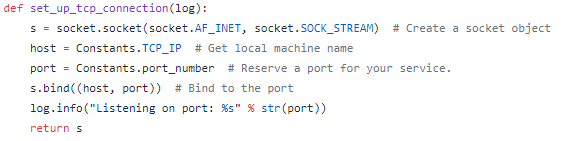 def set_up_tcp_connection(log):
    s = socket.socket(socket.AF_INET, socket.SOCK_STREAM)  # Create a socket object
    host = Constants.TCP_IP  # Get local machine name
    port = Constants.port_number  # Reserve a port for your service.
    s.bind((host, port))  # Bind to the port
    log.info("Listening on port: %s" % str(port))
    return s